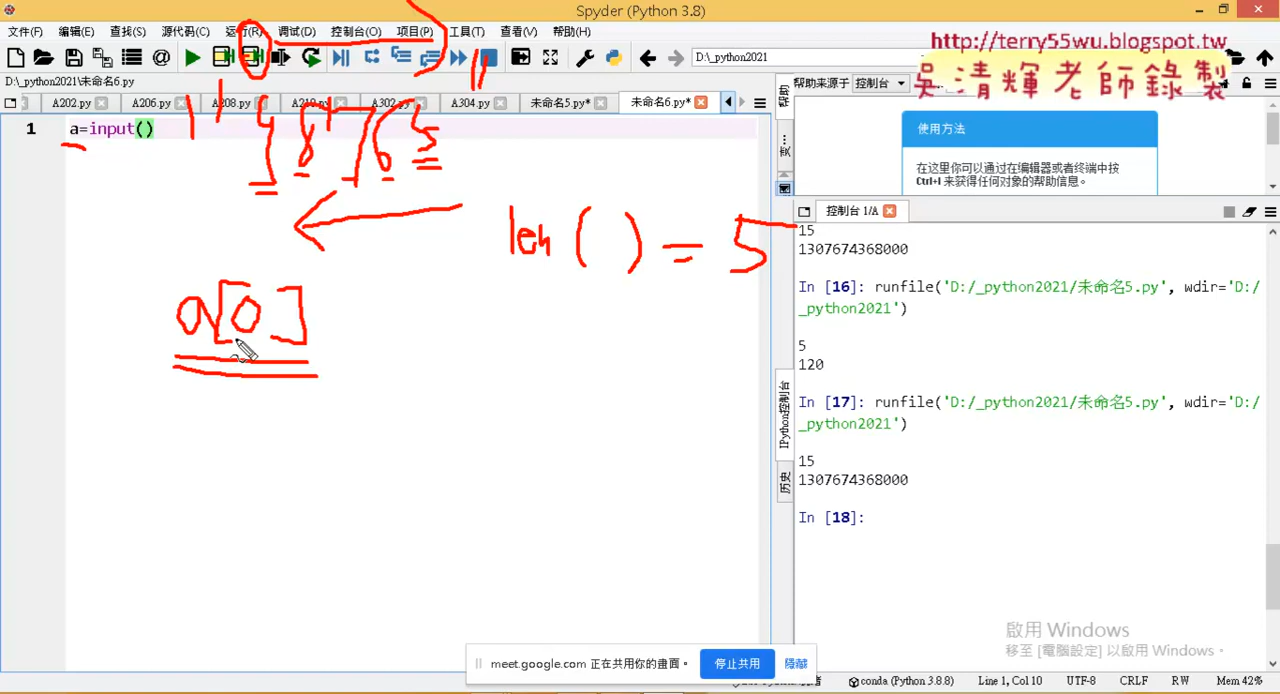 Spyder (Python 3.8)
文件(F) 编辑(E) 查找(S) 源代码(C) 运行(R) 调试(D) 控制台(O) 项目(P) 工具(T) 查看(V) 帮助(H)
http://terry55wu.blogspot.tw
D:\_python2021
吳清輝老師錄製
D:\_python2021\未命名6.py
帮助来源于 控制台
A202.py A206.py A208.py A210.py A302.py A304.py 未命名5.py* 未命名6.py*
1 a=input()
使用方法
在这里你可以通过在编辑器或者终端中按
Ctrl+I 来获得任何对象的帮助信息。
控制台 1/A
len ( ) = 5
a[0]
15
1307674368000
In [16]: runfile('D:/_python2021/未命名5.py', wdir='D:/
_python2021')
5
120
In [17]: runfile('D:/_python2021/未命名5.py', wdir='D:/
_python2021')
15
1307674368000
In [18]:
IPython控制台
历史
啟用 Windows
移至 [電腦設定] 以啟用 Windows。
meet.google.com 正在共用你的畫面。 停止共用 隱藏
conda (Python 3.8.8) Line 1, Col 10 UTF-8 CRLF RW Mem 42%